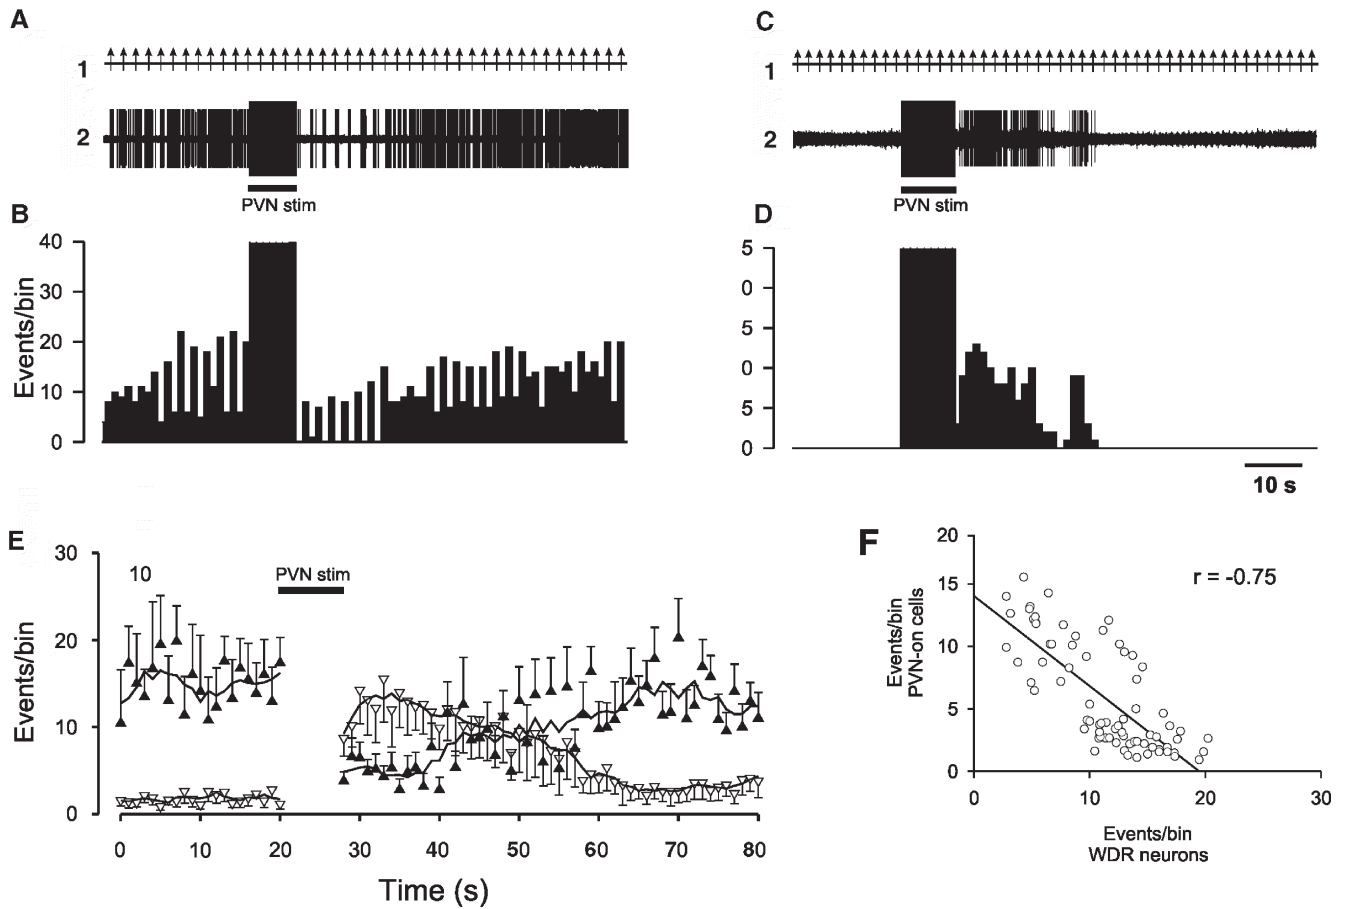 A
1
2
PVN stim
B
Events/bin
40
30
20
10
0
C
1
2
PVN stim
D
5
0
5
0
5
0
10 s
E
Events/bin
30
20
10
0
10
PVN stim
0 10 20 30 40 50 60 70 80
Time (s)
F
Events/bin
PVN-on cells
20
15
10
5
0
r = -0.75
0 10 20 30
Events/bin
WDR neurons